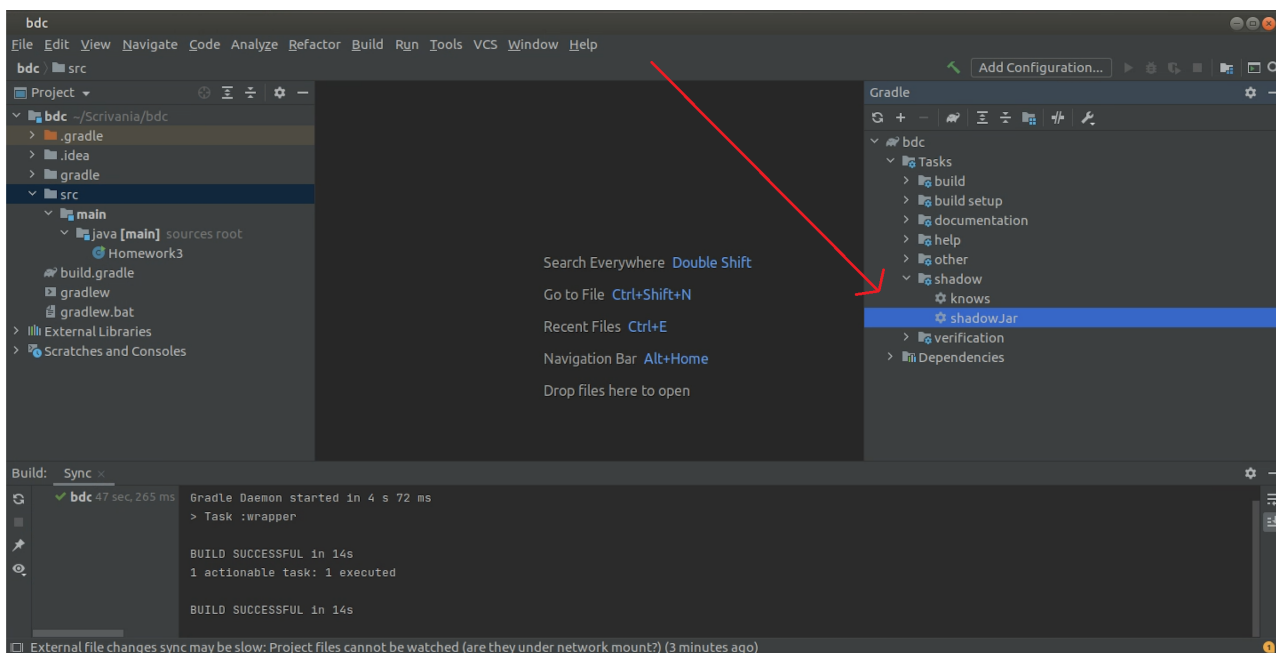 bdc
File Edit View Navigate Code Analyze Refactor Build Run Tools VCS Window Help
bdc src
Add Configuration...
Project
bdc ~/Scrivania/bdc
.gradle
.idea
gradle
src
main
java [main] sources root
Homework3
build.gradle
gradlew
gradlew.bat
External Libraries
Scratches and Consoles
Search Everywhere Double Shift
Go to File Ctrl+Shift+N
Recent Files Ctrl+E
Navigation Bar Alt+Home
Drop files here to open
Gradle
bdc
Tasks
build
build setup
documentation
help
other
shadow
knows
shadowJar
verification
Dependencies
Build: Sync
bdc 47 sec, 265 ms
Gradle Daemon started in 4 s 72 ms
> Task :wrapper
BUILD SUCCESSFUL in 14s
1 actionable task: 1 executed
BUILD SUCCESSFUL in 14s
External file changes sync may be slow: Project files cannot be watched (are they under network mount?) (3 minutes ago)
1